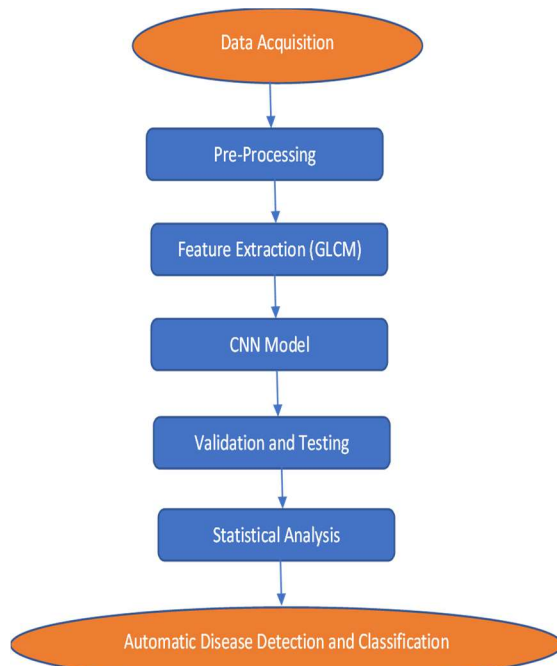 Data Acquisition
Pre-Processing
Feature Extraction (GLCM)
CNN Model
Validation and Testing
Statistical Analysis
Automatic Disease Detection and Classification